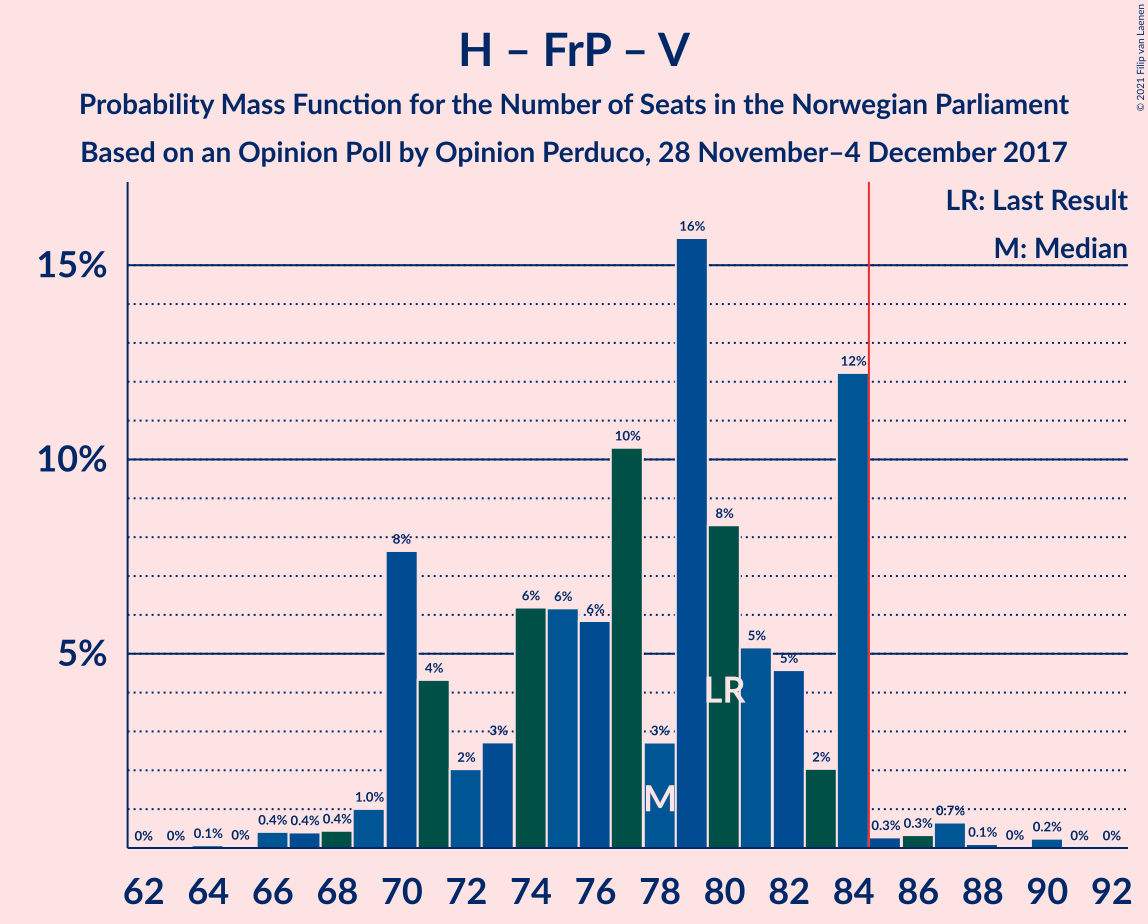 H – FrP – V
Probability Mass Function for the Number of Seats in the Norwegian Parliament
Based on an Opinion Poll by Opinion Perduco, 28 November–4 December 2017
© 2021 Filip van Laenen
LR: Last Result
M: Median
15%
10%
5%
0% 0% 0.1% 0% 0.4% 0.4% 0.4% 1.0% 8% 4% 2% 3% 6% 6% 6% 10% 3% 16% 8% 5% 5% 2% 12% 0.3% 0.3% 0.7% 0.1% 0% 0.2% 0% 0%
LR
M
62 64 66 68 70 72 74 76 78 80 82 84 86 88 90 92